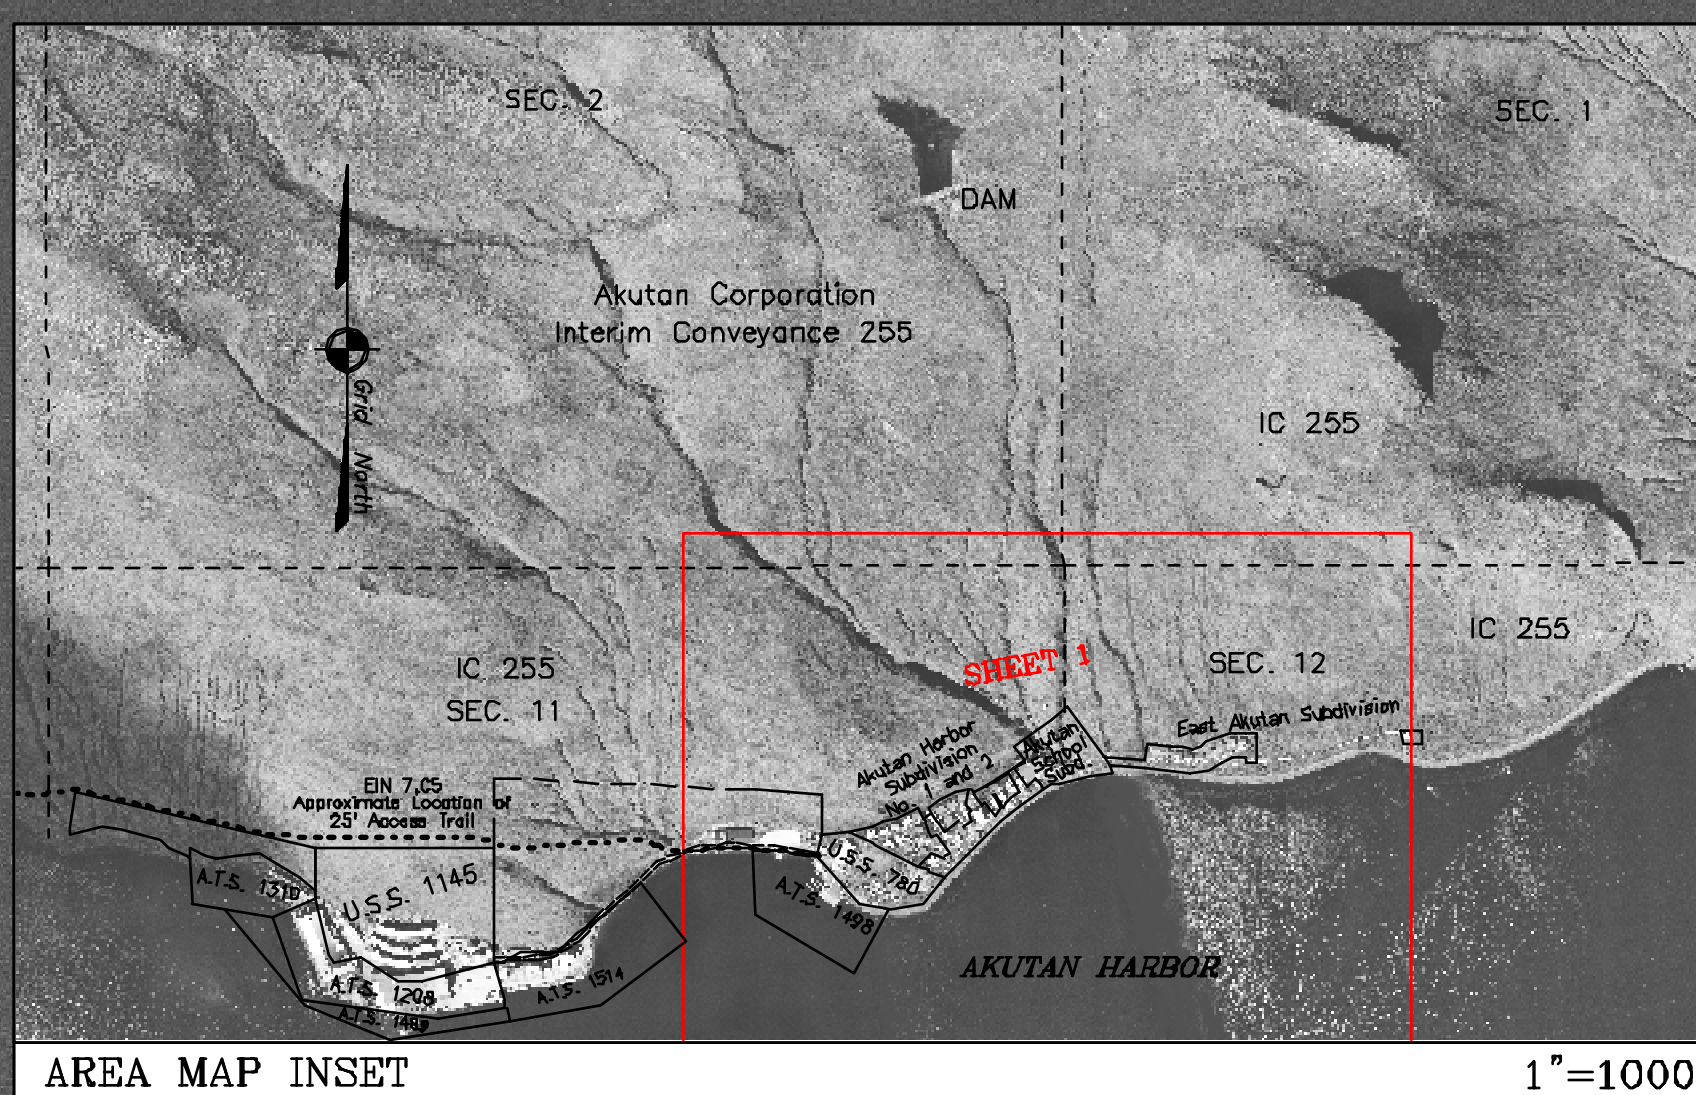 SEC. 2
SEC. 1
DAM
Akutan Corporation
Interim Conveyance 255
Grid North
IC 255
IC 255
SHEET 1
SEC. 12
IC 255
SEC. 11
East Akutan Subdivision
Akutan Harbor
Subdivision
No. 1 and 2
Akutan
School
Subd.
EIN 7,C5
Approximate Location of
25' Access Trail
U.S.S. 780
A.T.S. 1310
U.S.S. 1145
A.T.S. 1498
AKUTAN HARBOR
A.T.S. 1208
A.T.S. 1514
A.T.S.
AREA MAP INSET
1"=1000